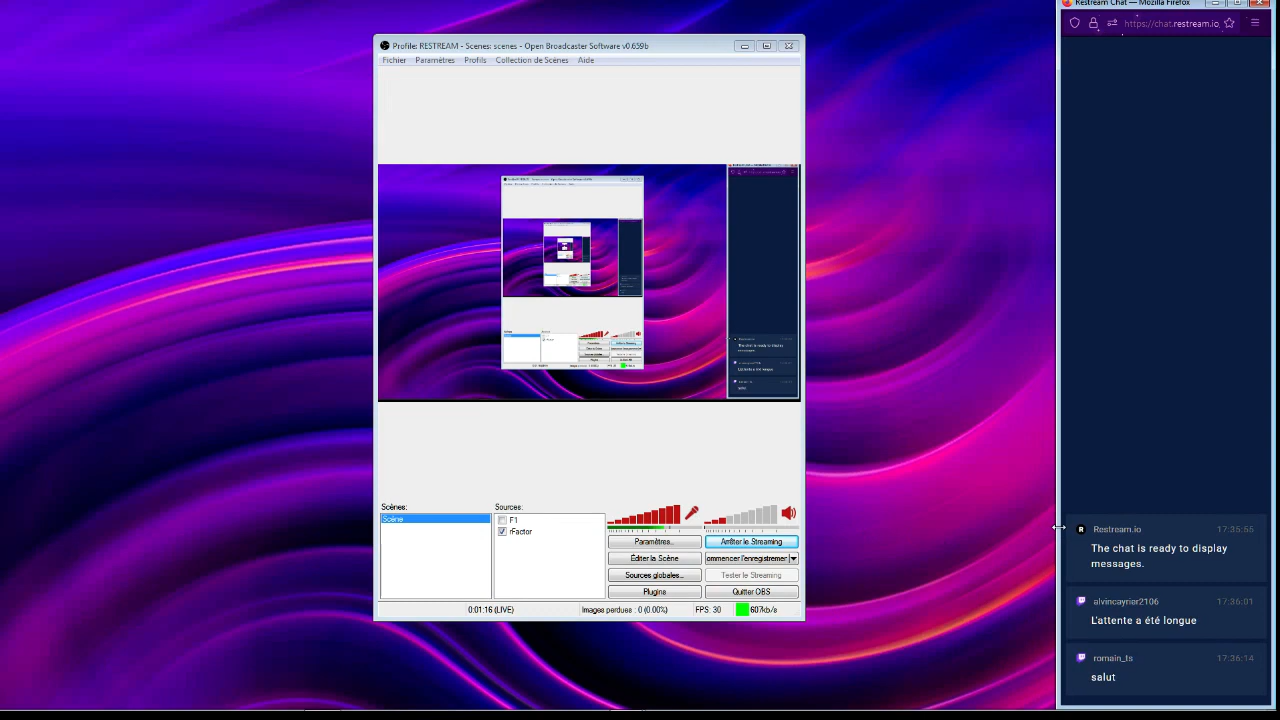 Profile: RESTREAM - Scenes: scenes - Open Broadcaster Software v0.659b
Fichier Paramètres Profils Collection de Scènes Aide
Scènes:
Scène
Sources:
F1
rFactor
Paramètres... Arrêter le Streaming
Éditer la Scène ommencer l'enregistremer
Sources globales... Tester le Streaming
Plugins Quitter OBS
0:01:16 (LIVE) Images perdues : 0 (0.00%) FPS: 30 607kb/s
Restream Chat — Mozilla Firefox
https://chat.restream.io
Restream.io 17:35:55
The chat is ready to display
messages.
alvincayrier2106 17:36:01
L'attente a été longue
romain_ts 17:36:14
salut